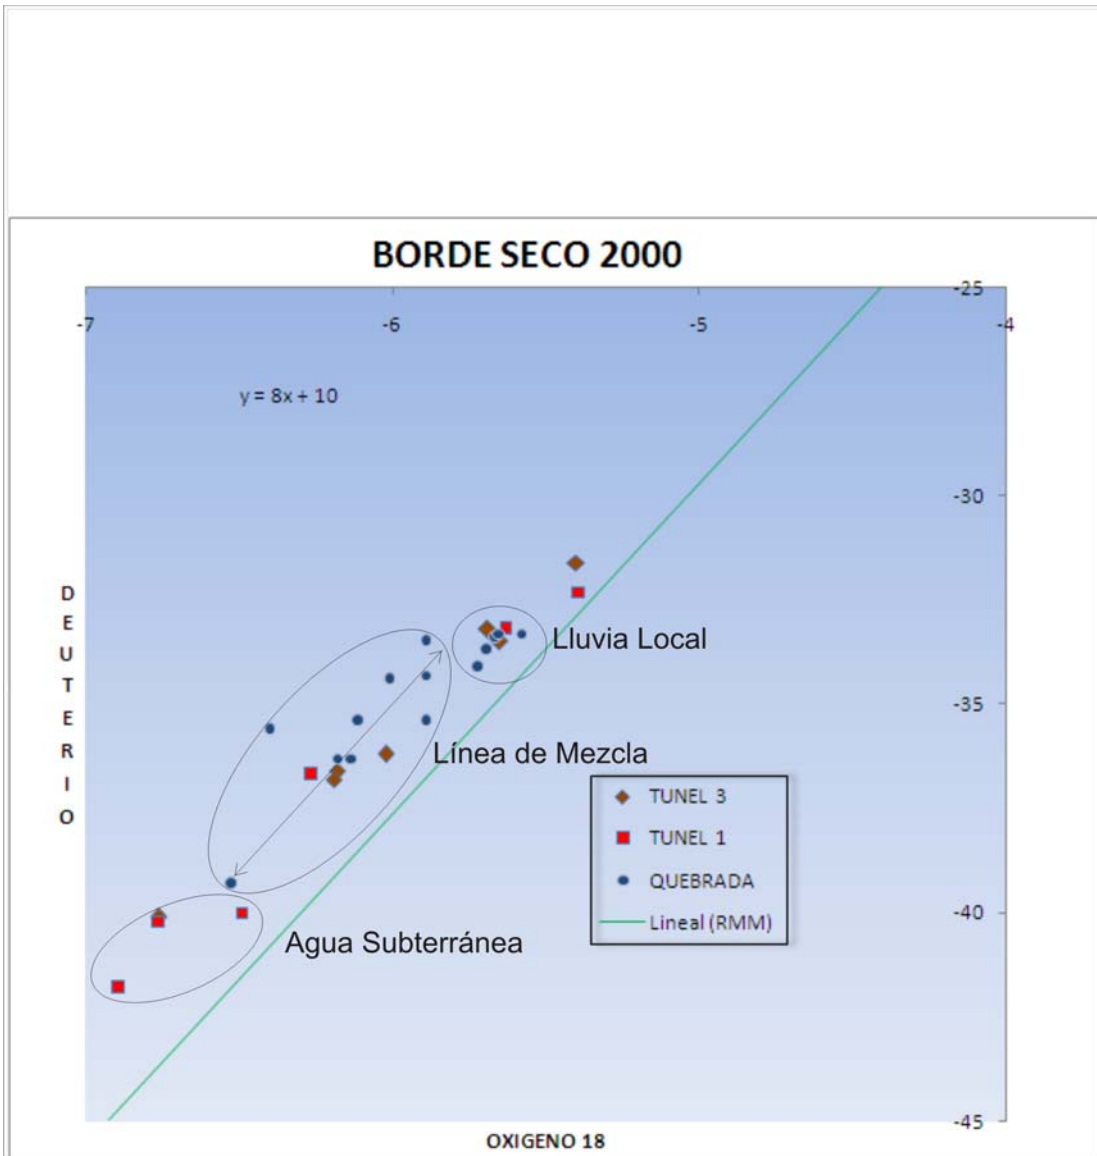 BORDE SECO 2000
-25
-7
-6
-5
-4
y = 8x + 10
-30
DEUTERIO
Lluvia Local
-35
Línea de Mezcla
TUNEL 3
TUNEL 1
QUEBRADA
Lineal (RMM)
-40
Agua Subterránea
-45
OXIGENO 18